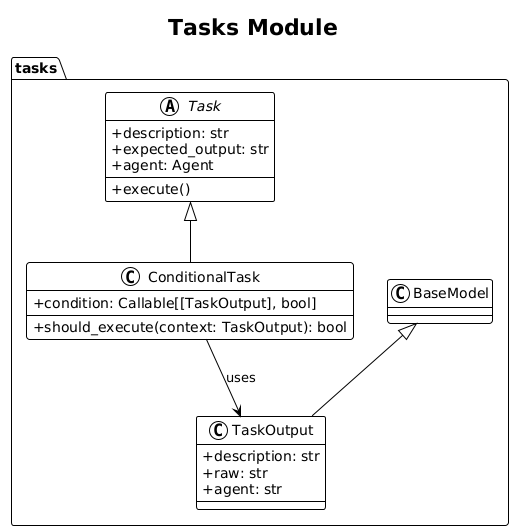 Tasks Module
tasks
A Task
+description: str
+expected_output: str
+agent: Agent
+execute()
C ConditionalTask
+condition: Callable[[TaskOutput], bool]
+should_execute(context: TaskOutput): bool
C BaseModel
uses
C TaskOutput
+description: str
+raw: str
+agent: str